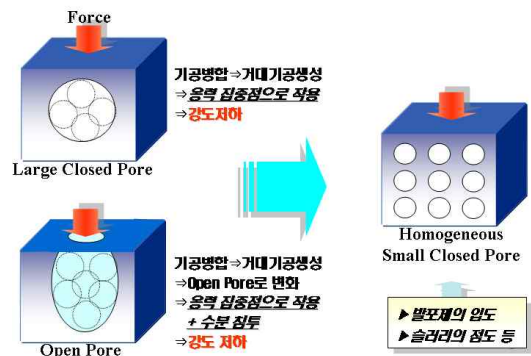 Force
기공병합⇒거대기공생성
⇒응력 집중점으로 작용
⇒강도저하
Large Closed Pore
기공병합⇒거대기공생성
⇒Open Pore로 변화
⇒응력 집중점으로 작용
+ 수분 침투
⇒강도 저하
Open Pore
Homogeneous
Small Closed Pore
▶발포제의 입도
▶슬러리의 점도 등